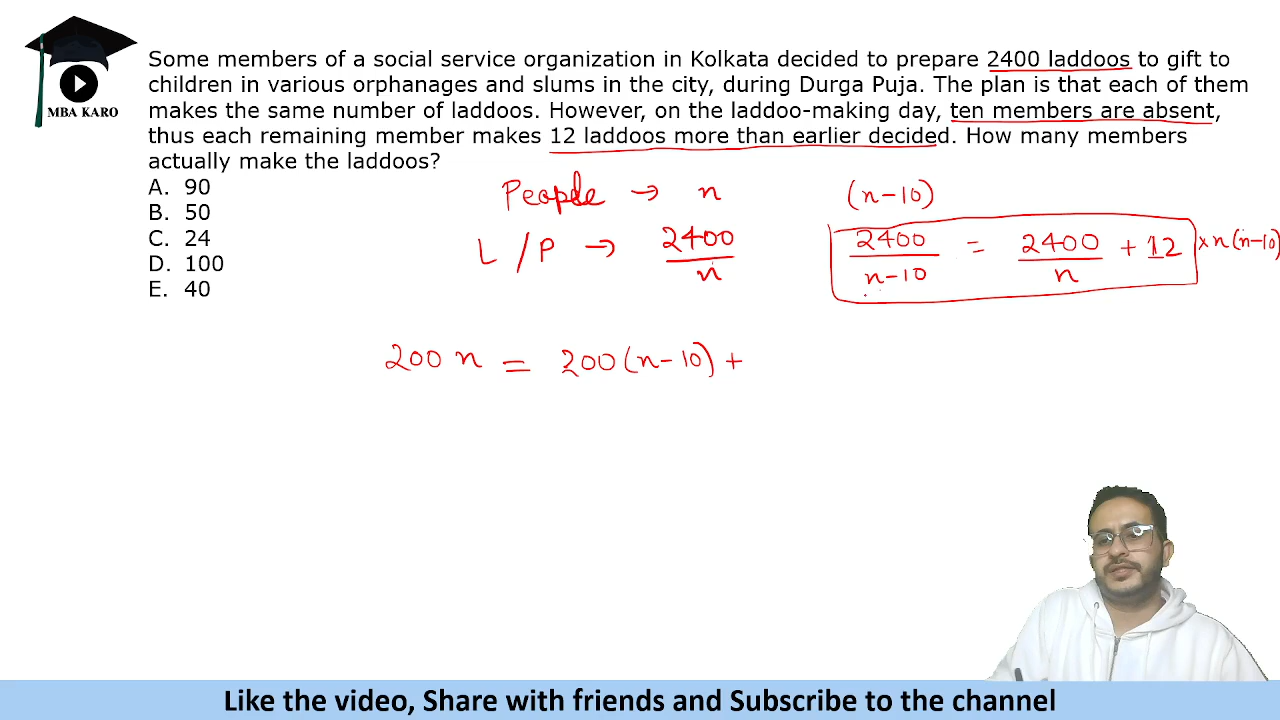 MBA KARO
Some members of a social service organization in Kolkata decided to prepare 2400 laddoos to gift to
children in various orphanages and slums in the city, during Durga Puja. The plan is that each of them
makes the same number of laddoos. However, on the laddoo-making day, ten members are absent,
thus each remaining member makes 12 laddoos more than earlier decided. How many members
actually make the laddoos?
A. 90
B. 50
C. 24
D. 100
E. 40
People → n (n-10)
L/P → 2400/n 2400/n-10 = 2400/n + 12 ×n(n-10)
200 n = 200(n-10) +
Like the video, Share with friends and Subscribe to the channel